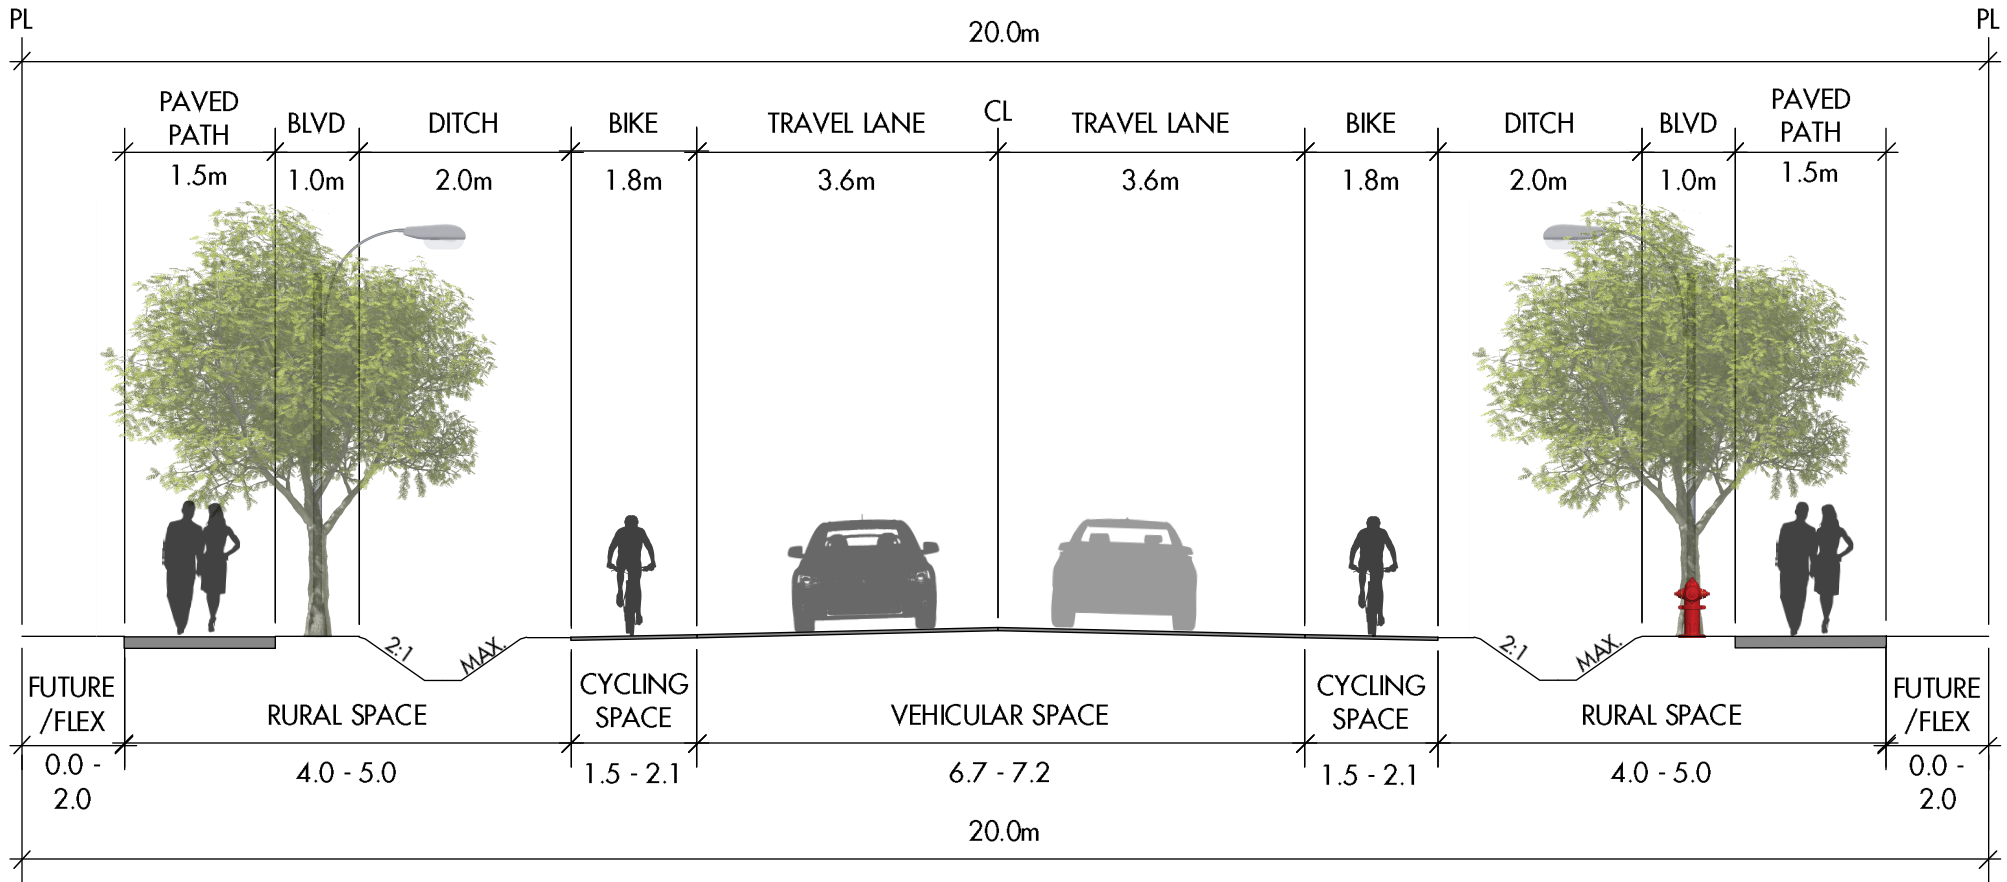 PL
20.0m
PL
PAVED
PATH
1.5m
BLVD
1.0m
DITCH
2.0m
BIKE
1.8m
TRAVEL LANE
3.6m
CL
TRAVEL LANE
3.6m
BIKE
1.8m
DITCH
2.0m
BLVD
1.0m
PAVED
PATH
1.5m
2:1
MAX.
2:1
MAX.
FUTURE
/FLEX
0.0 -
2.0
RURAL SPACE
4.0 - 5.0
CYCLING
SPACE
1.5 - 2.1
VEHICULAR SPACE
6.7 - 7.2
CYCLING
SPACE
1.5 - 2.1
RURAL SPACE
4.0 - 5.0
FUTURE
/FLEX
0.0 -
2.0
20.0m